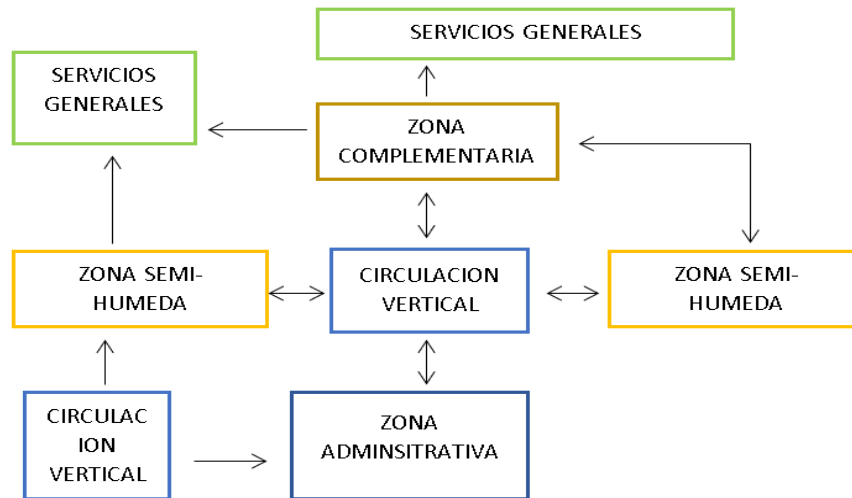 SERVICIOS GENERALES
SERVICIOS
GENERALES
ZONA
COMPLEMENTARIA
ZONA SEMI-
HUMEDA
CIRCULACION
VERTICAL
ZONA SEMI-
HUMEDA
CIRCULAC
ION
VERTICAL
ZONA
ADMINSITRATIVA